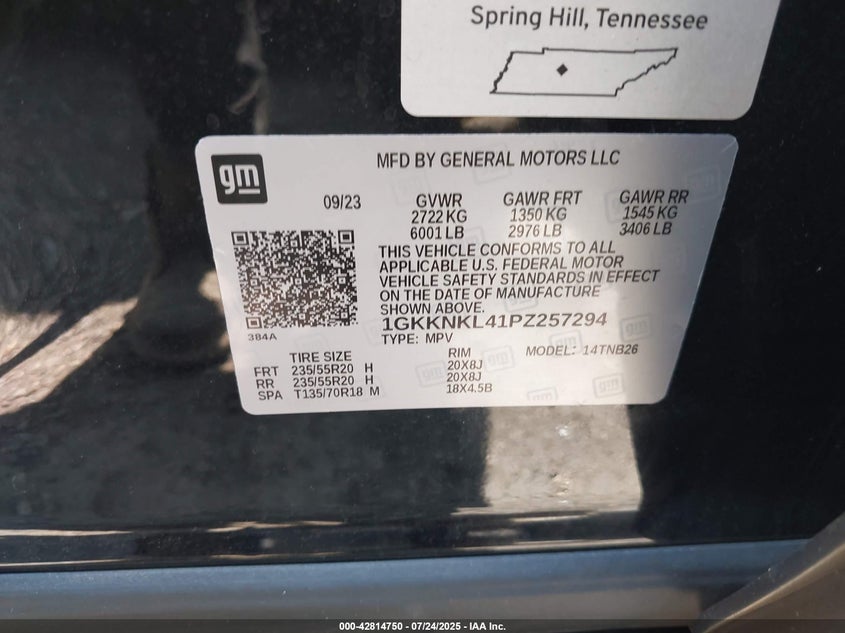 Spring Hill, Tennessee
gm
MFD BY GENERAL MOTORS LLC
09/23
GVWR GAWR FRT GAWR RR
2722 KG 1350 KG 1545 KG
6001 LB 2976 LB 3406 LB
THIS VEHICLE CONFORMS TO ALL
APPLICABLE U.S. FEDERAL MOTOR
VEHICLE SAFETY STANDARDS IN EFFECT
ON THE DATE OF MANUFACTURE
SHOWN ABOVE.
1GKKNKL41PZ257294
384A
TYPE: MPV
TIRE SIZE RIM MODEL: 14TNB26
FRT 235/55R20 H 20X8J
RR 235/55R20 H 20X8J
SPA T135/70R18 M 18X4.5B
000-42814750 - 07/24/2025 - IAA Inc.